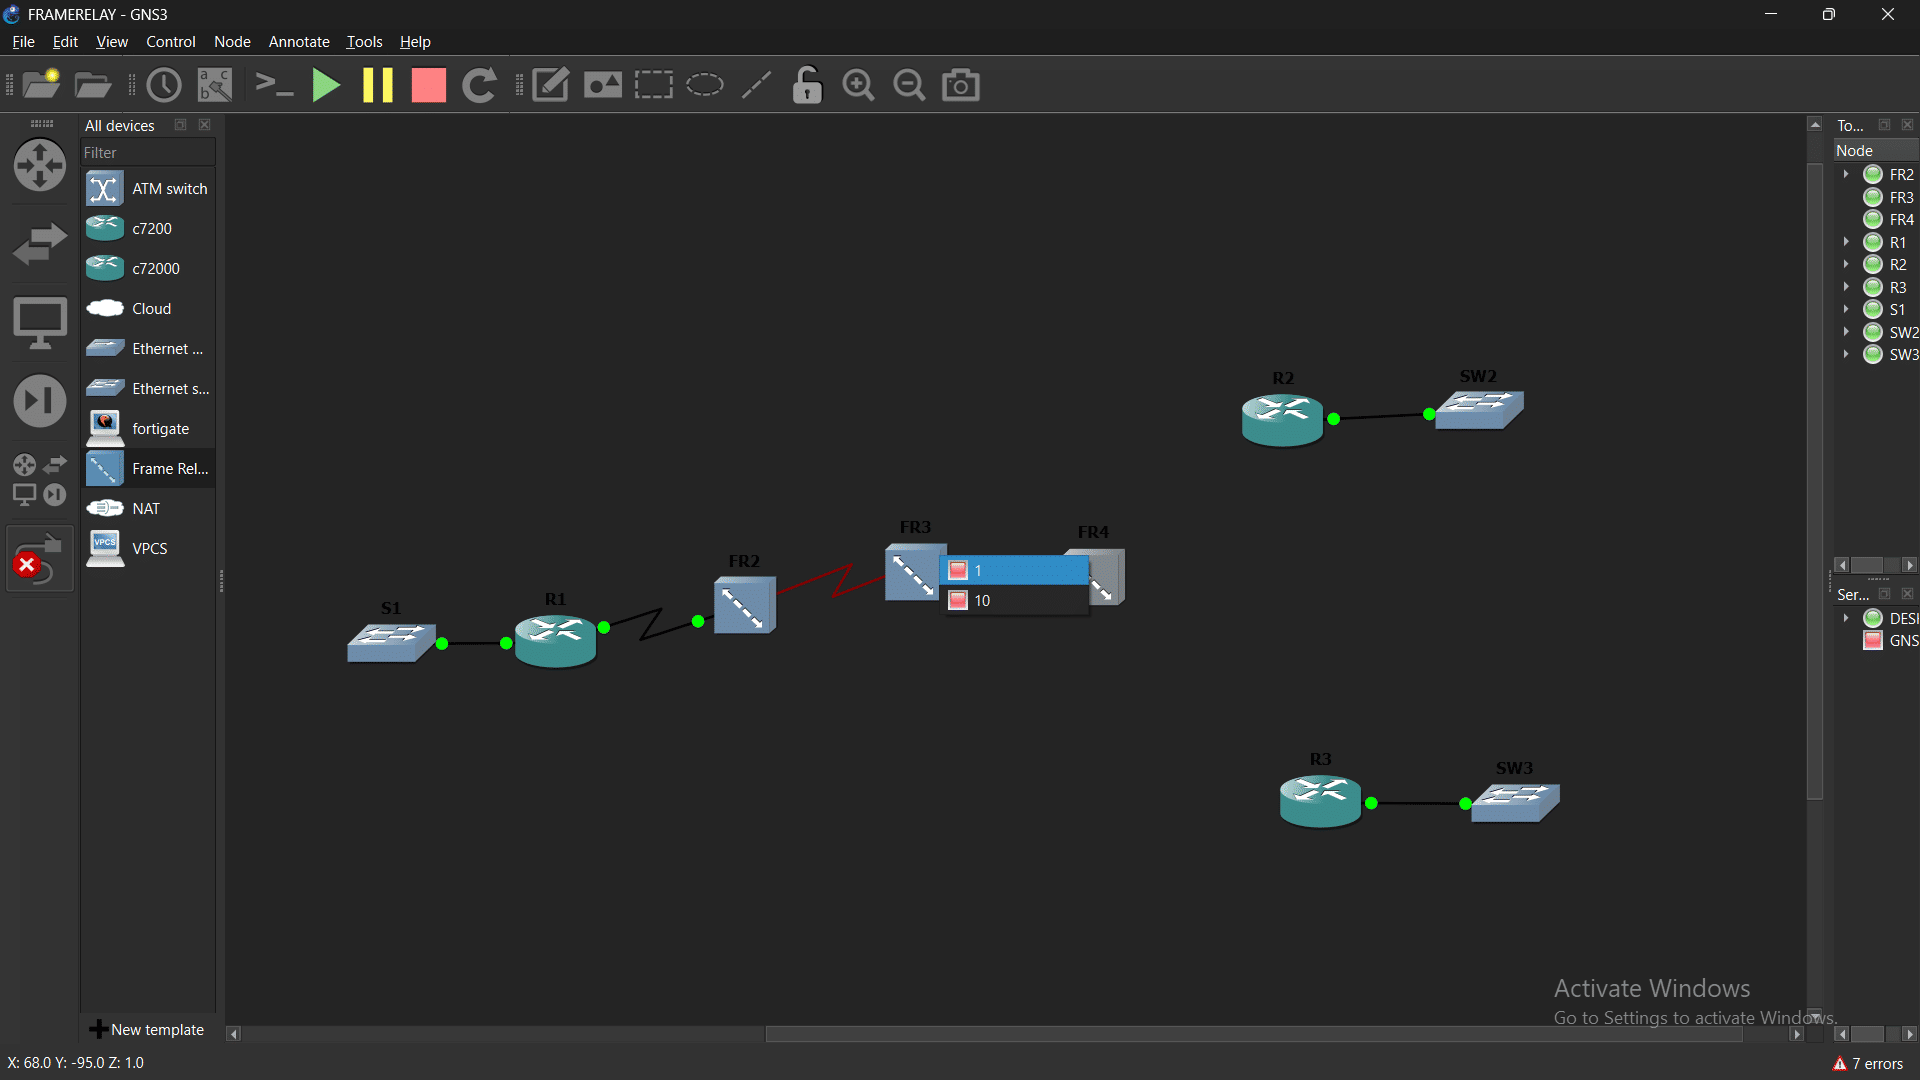 FRAMERELAY - GNS3
File Edit View Control Node Annotate Tools Help
All devices
Filter
ATM switch
c7200
c72000
Cloud
Ethernet ...
Ethernet s...
fortigate
Frame Rel...
NAT
VPCS
New template
S1
R1
FR2
FR3
FR4
1
10
R2
SW2
R3
SW3
To...
Node
FR2
FR3
FR4
R1
R2
R3
S1
SW2
SW3
Ser...
DESI
GNS
Activate Windows
Go to Settings to activate Windows.
X: 68.0 Y: -95.0 Z: 1.0
7 errors